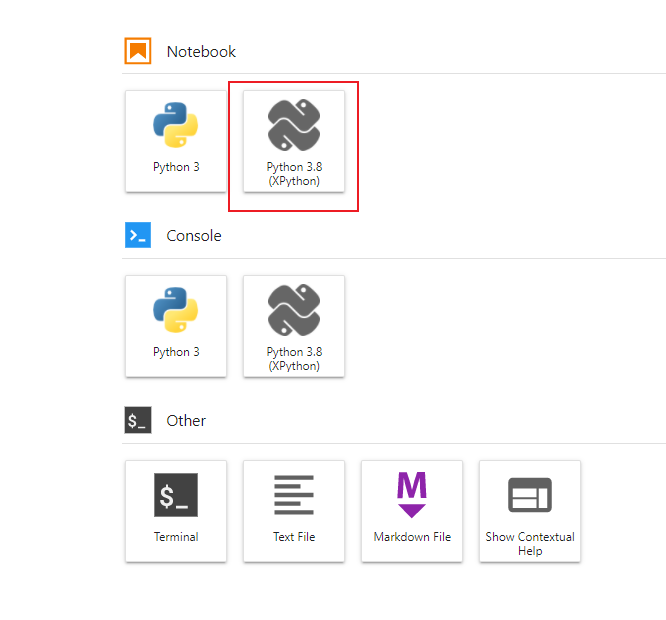 Notebook
Python 3
Python 3.8
(XPython)
Console
Python 3
Python 3.8
(XPython)
$_
Other
$_
Terminal
Text File
M
Markdown File
Show Contextual
Help